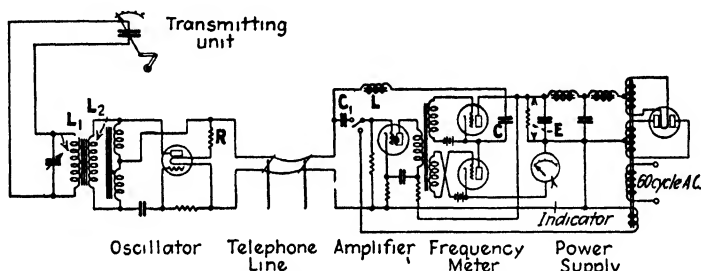 Transmitting
unit
L1
L2
R
C1
L
C
A
V
E
60 cycle A.C.
Indicator
Oscillator
Telephone
Line
Amplifier
Frequency
Meter
Power
Supply